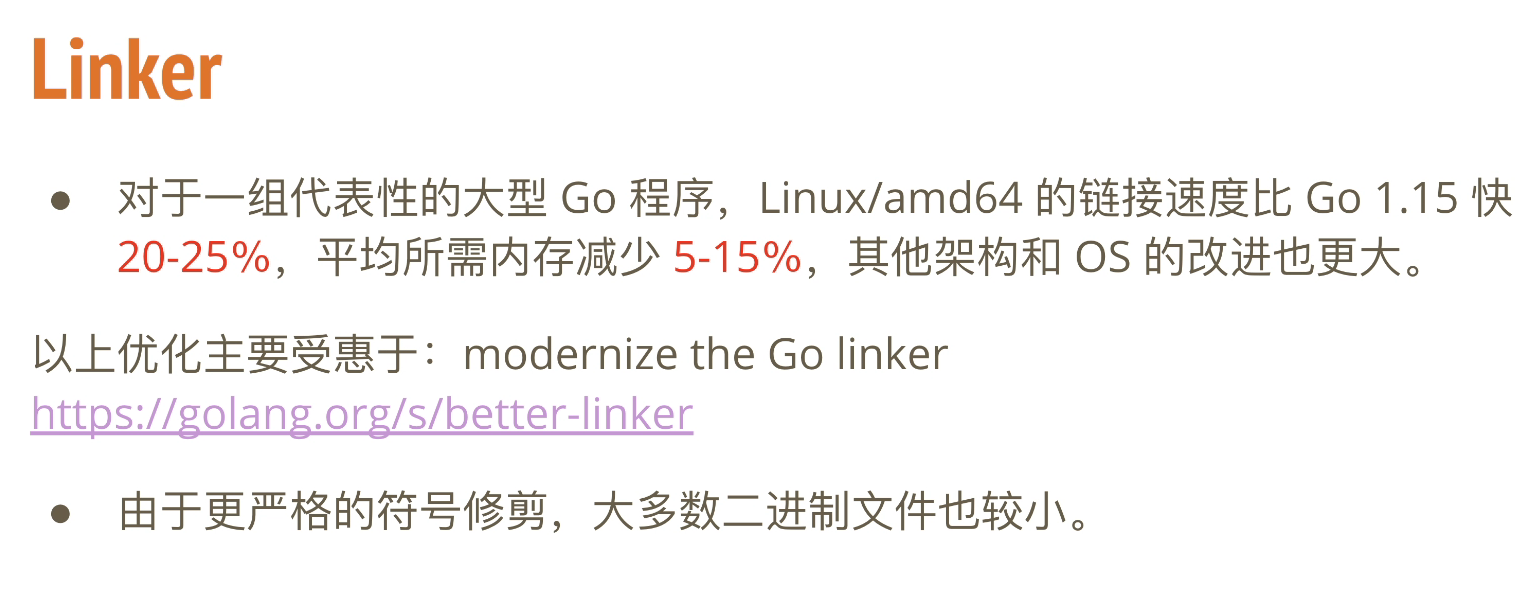 Linker
● 对于一组代表性的大型 Go 程序，Linux/amd64 的链接速度比 Go 1.15 快
20-25%，平均所需内存减少 5-15%，其他架构和 OS 的改进也更大。
以上优化主要受惠于：modernize the Go linker
https://golang.org/s/better-linker
● 由于更严格的符号修剪，大多数二进制文件也较小。